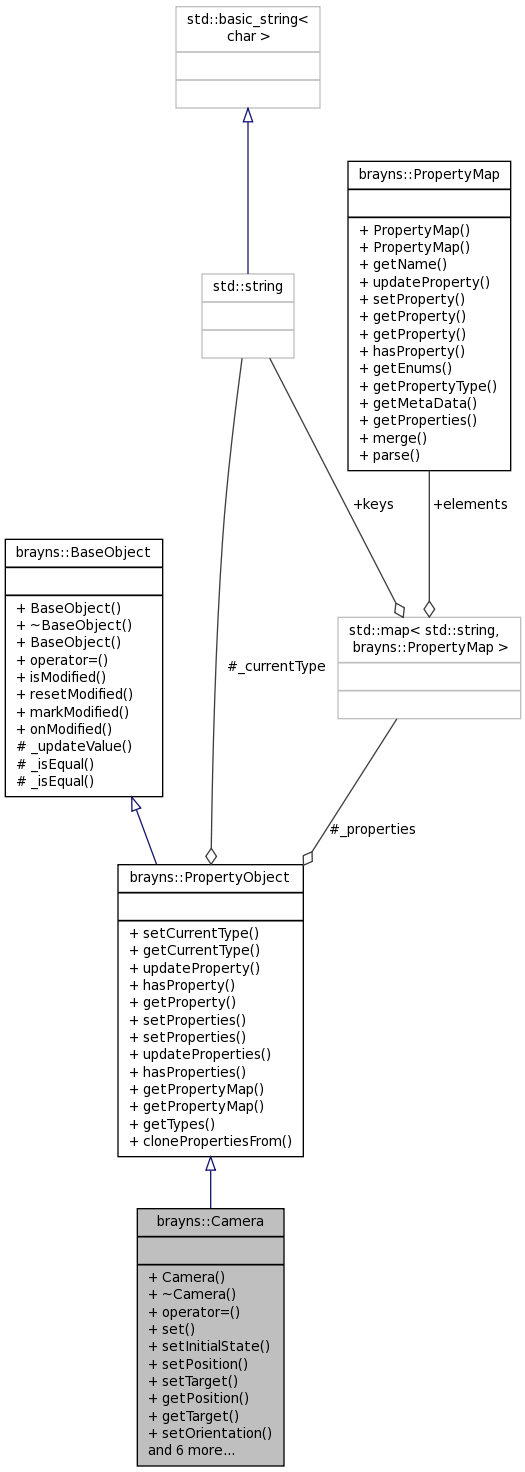 std::basic_string<
char >
brayns::PropertyMap
+ PropertyMap()
+ PropertyMap()
+ getName()
+ updateProperty()
+ setProperty()
+ getProperty()
+ getProperty()
+ hasProperty()
+ getEnums()
+ getPropertyType()
+ getMetaData()
+ getProperties()
+ merge()
+ parse()
std::string
+keys
+elements
brayns::BaseObject
+ BaseObject()
+ ~BaseObject()
+ BaseObject()
+ operator=()
+ isModified()
+ resetModified()
+ markModified()
+ onModified()
# _updateValue()
# _isEqual()
# _isEqual()
#_currentType
std::map< std::string,
brayns::PropertyMap >
#_properties
brayns::PropertyObject
+ setCurrentType()
+ getCurrentType()
+ updateProperty()
+ hasProperty()
+ getProperty()
+ setProperties()
+ setProperties()
+ updateProperties()
+ hasProperties()
+ getPropertyMap()
+ getPropertyMap()
+ getTypes()
+ clonePropertiesFrom()
brayns::Camera
+ Camera()
+ ~Camera()
+ operator=()
+ set()
+ setInitialState()
+ setPosition()
+ setTarget()
+ getPosition()
+ getTarget()
+ setOrientation()
and 6 more...